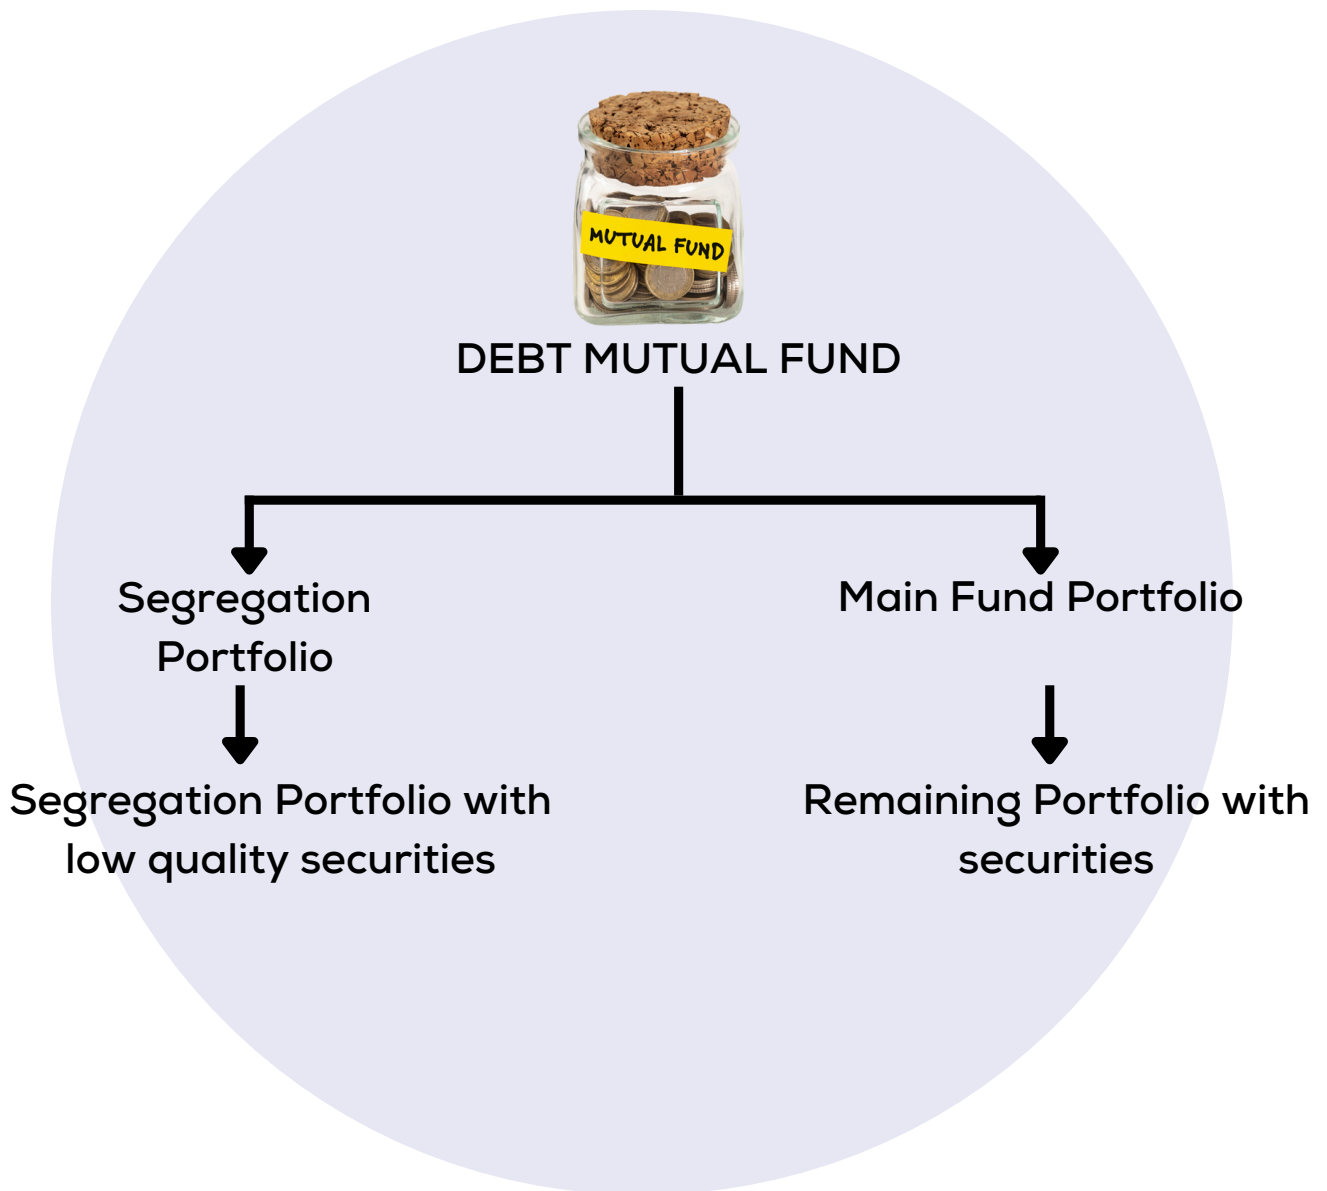 MUTUAL FUND
DEBT MUTUAL FUND
Segregation
Portfolio
Main Fund Portfolio
Segregation Portfolio with
low quality securities
Remaining Portfolio with
securities